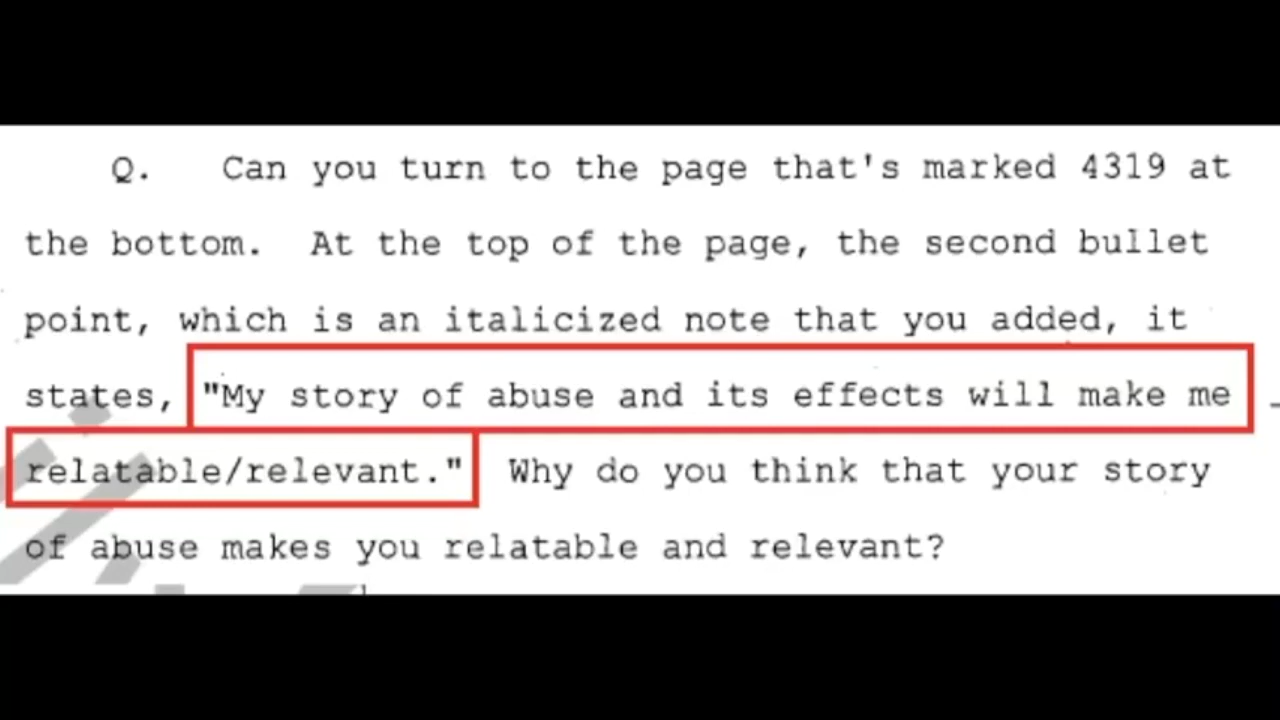 Q. Can you turn to the page that's marked 4319 at
the bottom. At the top of the page, the second bullet
point, which is an italicized note that you added, it
states, "My story of abuse and its effects will make me
relatable/relevant." Why do you think that your story
of abuse makes you relatable and relevant?